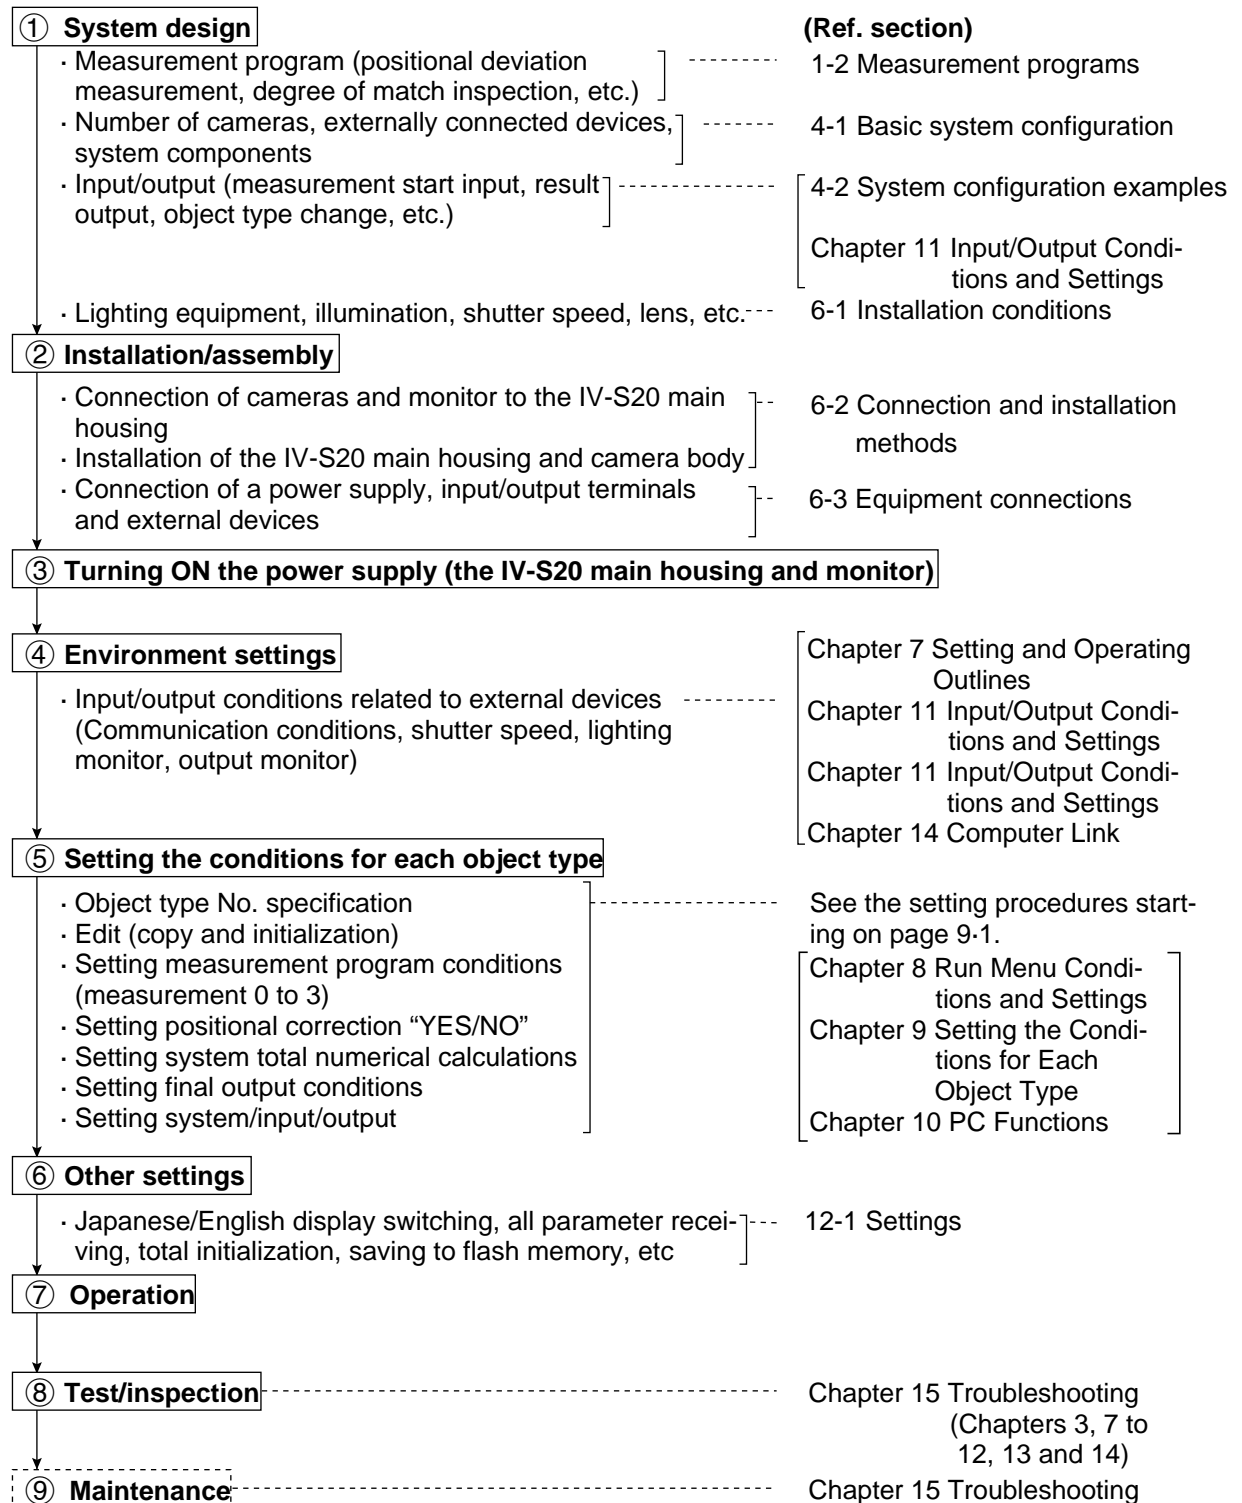 ① System design
(Ref. section)
· Measurement program (positional deviation
measurement, degree of match inspection, etc.)
1-2 Measurement programs
· Number of cameras, externally connected devices,
system components
4-1 Basic system configuration
· Input/output (measurement start input, result
output, object type change, etc.)
4-2 System configuration examples
Chapter 11 Input/Output Condi-
tions and Settings
· Lighting equipment, illumination, shutter speed, lens, etc.
6-1 Installation conditions
② Installation/assembly
· Connection of cameras and monitor to the IV-S20 main
housing
· Installation of the IV-S20 main housing and camera body
6-2 Connection and installation
methods
· Connection of a power supply, input/output terminals
and external devices
6-3 Equipment connections
③ Turning ON the power supply (the IV-S20 main housing and monitor)
④ Environment settings
· Input/output conditions related to external devices
(Communication conditions, shutter speed, lighting
monitor, output monitor)
Chapter 7 Setting and Operating
Outlines
Chapter 11 Input/Output Condi-
tions and Settings
Chapter 11 Input/Output Condi-
tions and Settings
Chapter 14 Computer Link
⑤ Setting the conditions for each object type
· Object type No. specification
· Edit (copy and initialization)
· Setting measurement program conditions
(measurement 0 to 3)
· Setting positional correction “YES/NO”
· Setting system total numerical calculations
· Setting final output conditions
· Setting system/input/output
See the setting procedures start-
ing on page 9·1.
Chapter 8 Run Menu Condi-
tions and Settings
Chapter 9 Setting the Condi-
tions for Each
Object Type
Chapter 10 PC Functions
⑥ Other settings
· Japanese/English display switching, all parameter recei-
ving, total initialization, saving to flash memory, etc
12-1 Settings
⑦ Operation
⑧ Test/inspection
Chapter 15 Troubleshooting
(Chapters 3, 7 to
12, 13 and 14)
⑨ Maintenance
Chapter 15 Troubleshooting